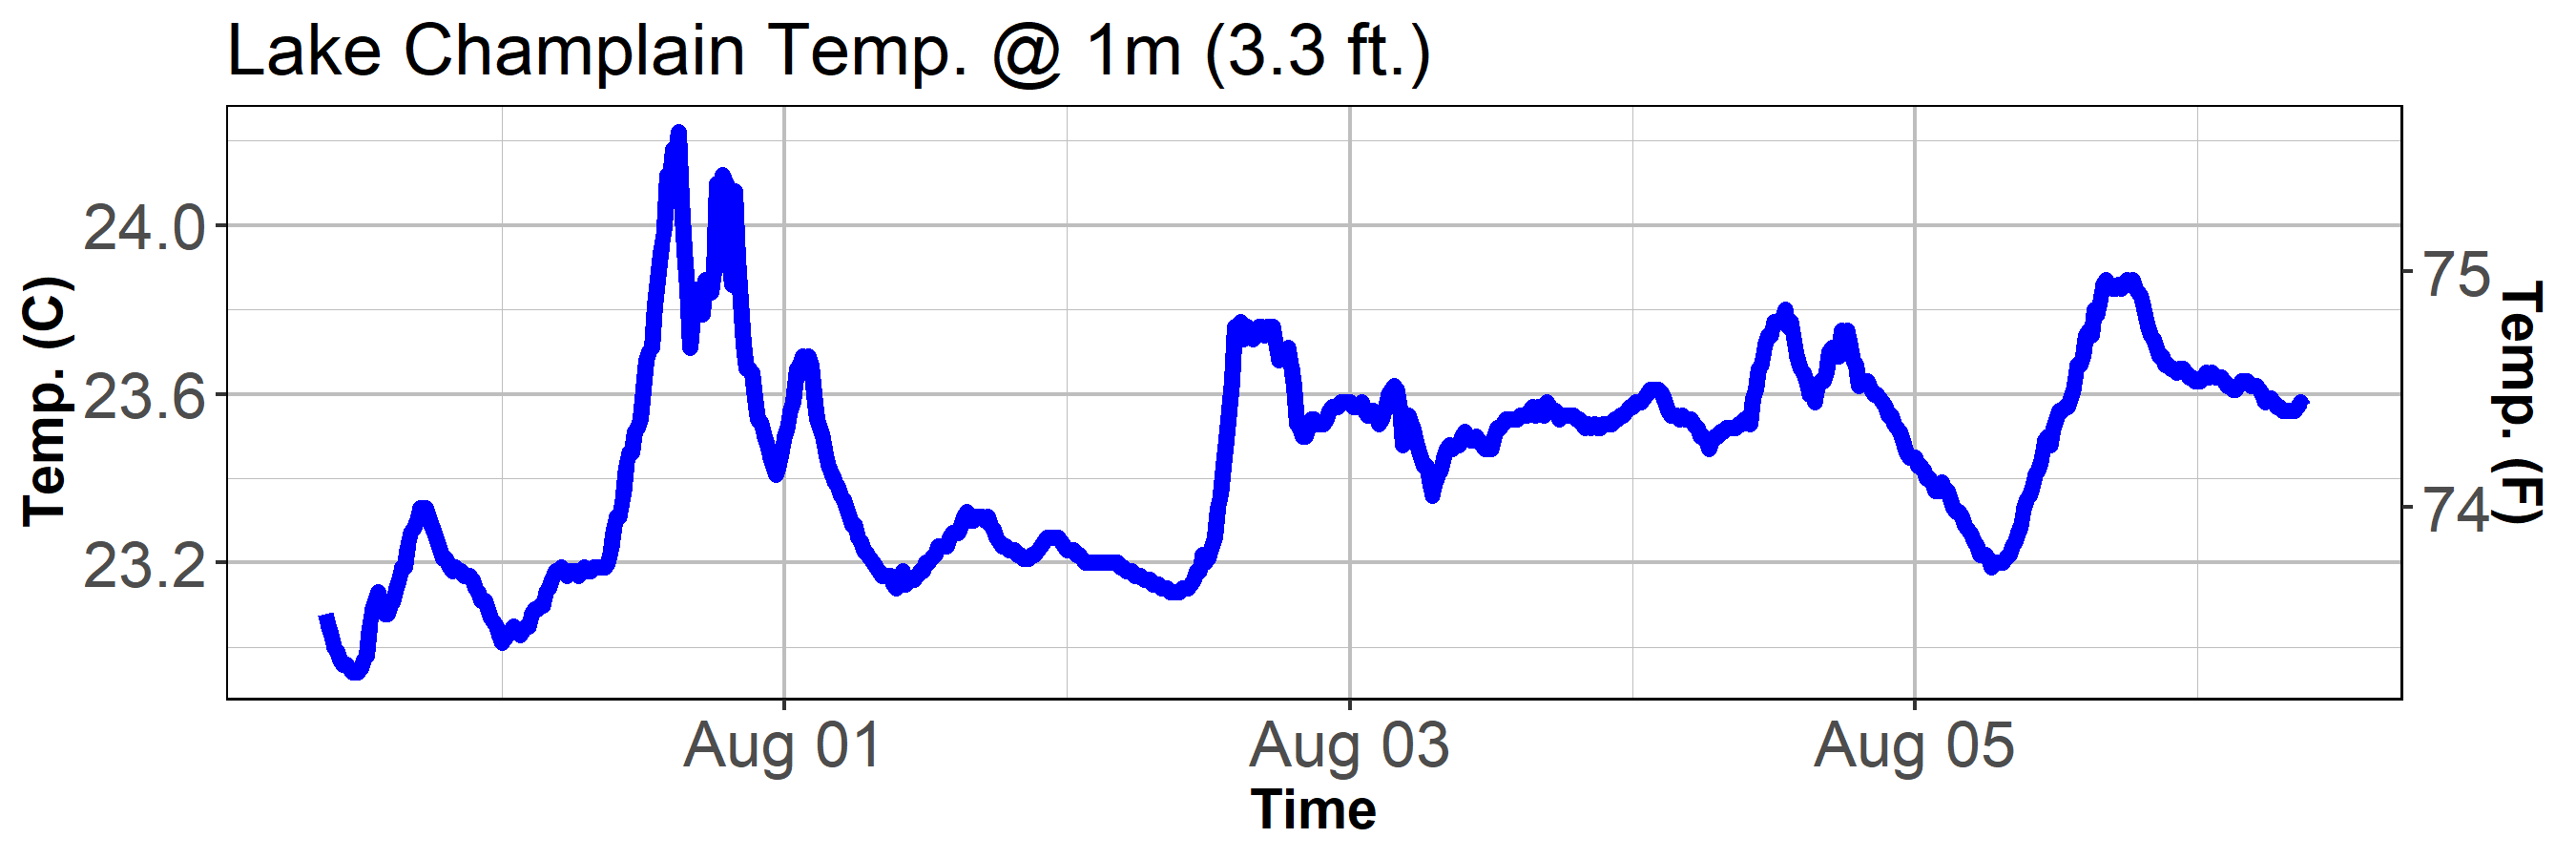 Lake Champlain Temp. @ 1m (3.3 ft.)
Temp. (C)
24.0
23.6
23.2
75
74
Temp. (F)
Aug 01
Aug 03
Aug 05
Time